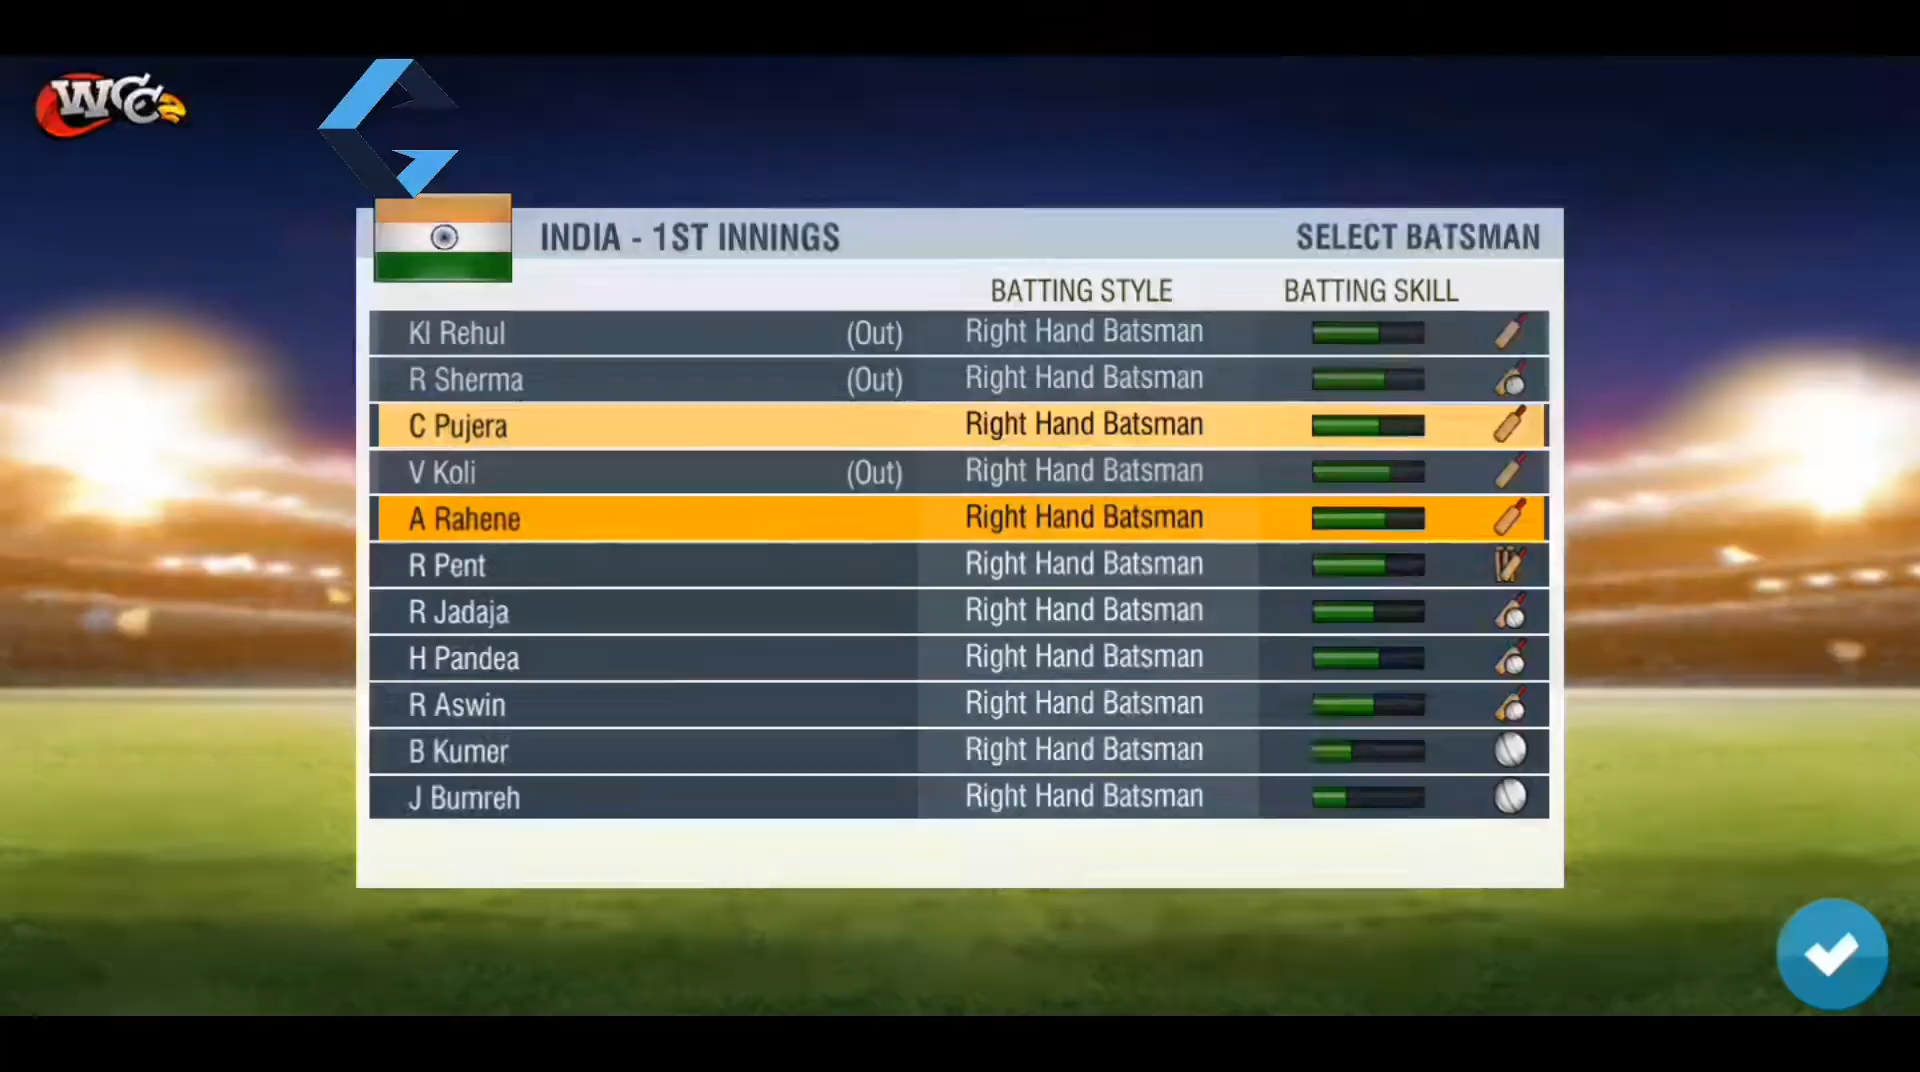 WCC
INDIA - 1ST INNINGS SELECT BATSMAN
BATTING STYLE BATTING SKILL
Kl Rehul (Out) Right Hand Batsman
R Sherma (Out) Right Hand Batsman
C Pujera Right Hand Batsman
V Koli (Out) Right Hand Batsman
A Rahene Right Hand Batsman
R Pent Right Hand Batsman
R Jadaja Right Hand Batsman
H Pandea Right Hand Batsman
R Aswin Right Hand Batsman
B Kumer Right Hand Batsman
J Bumreh Right Hand Batsman